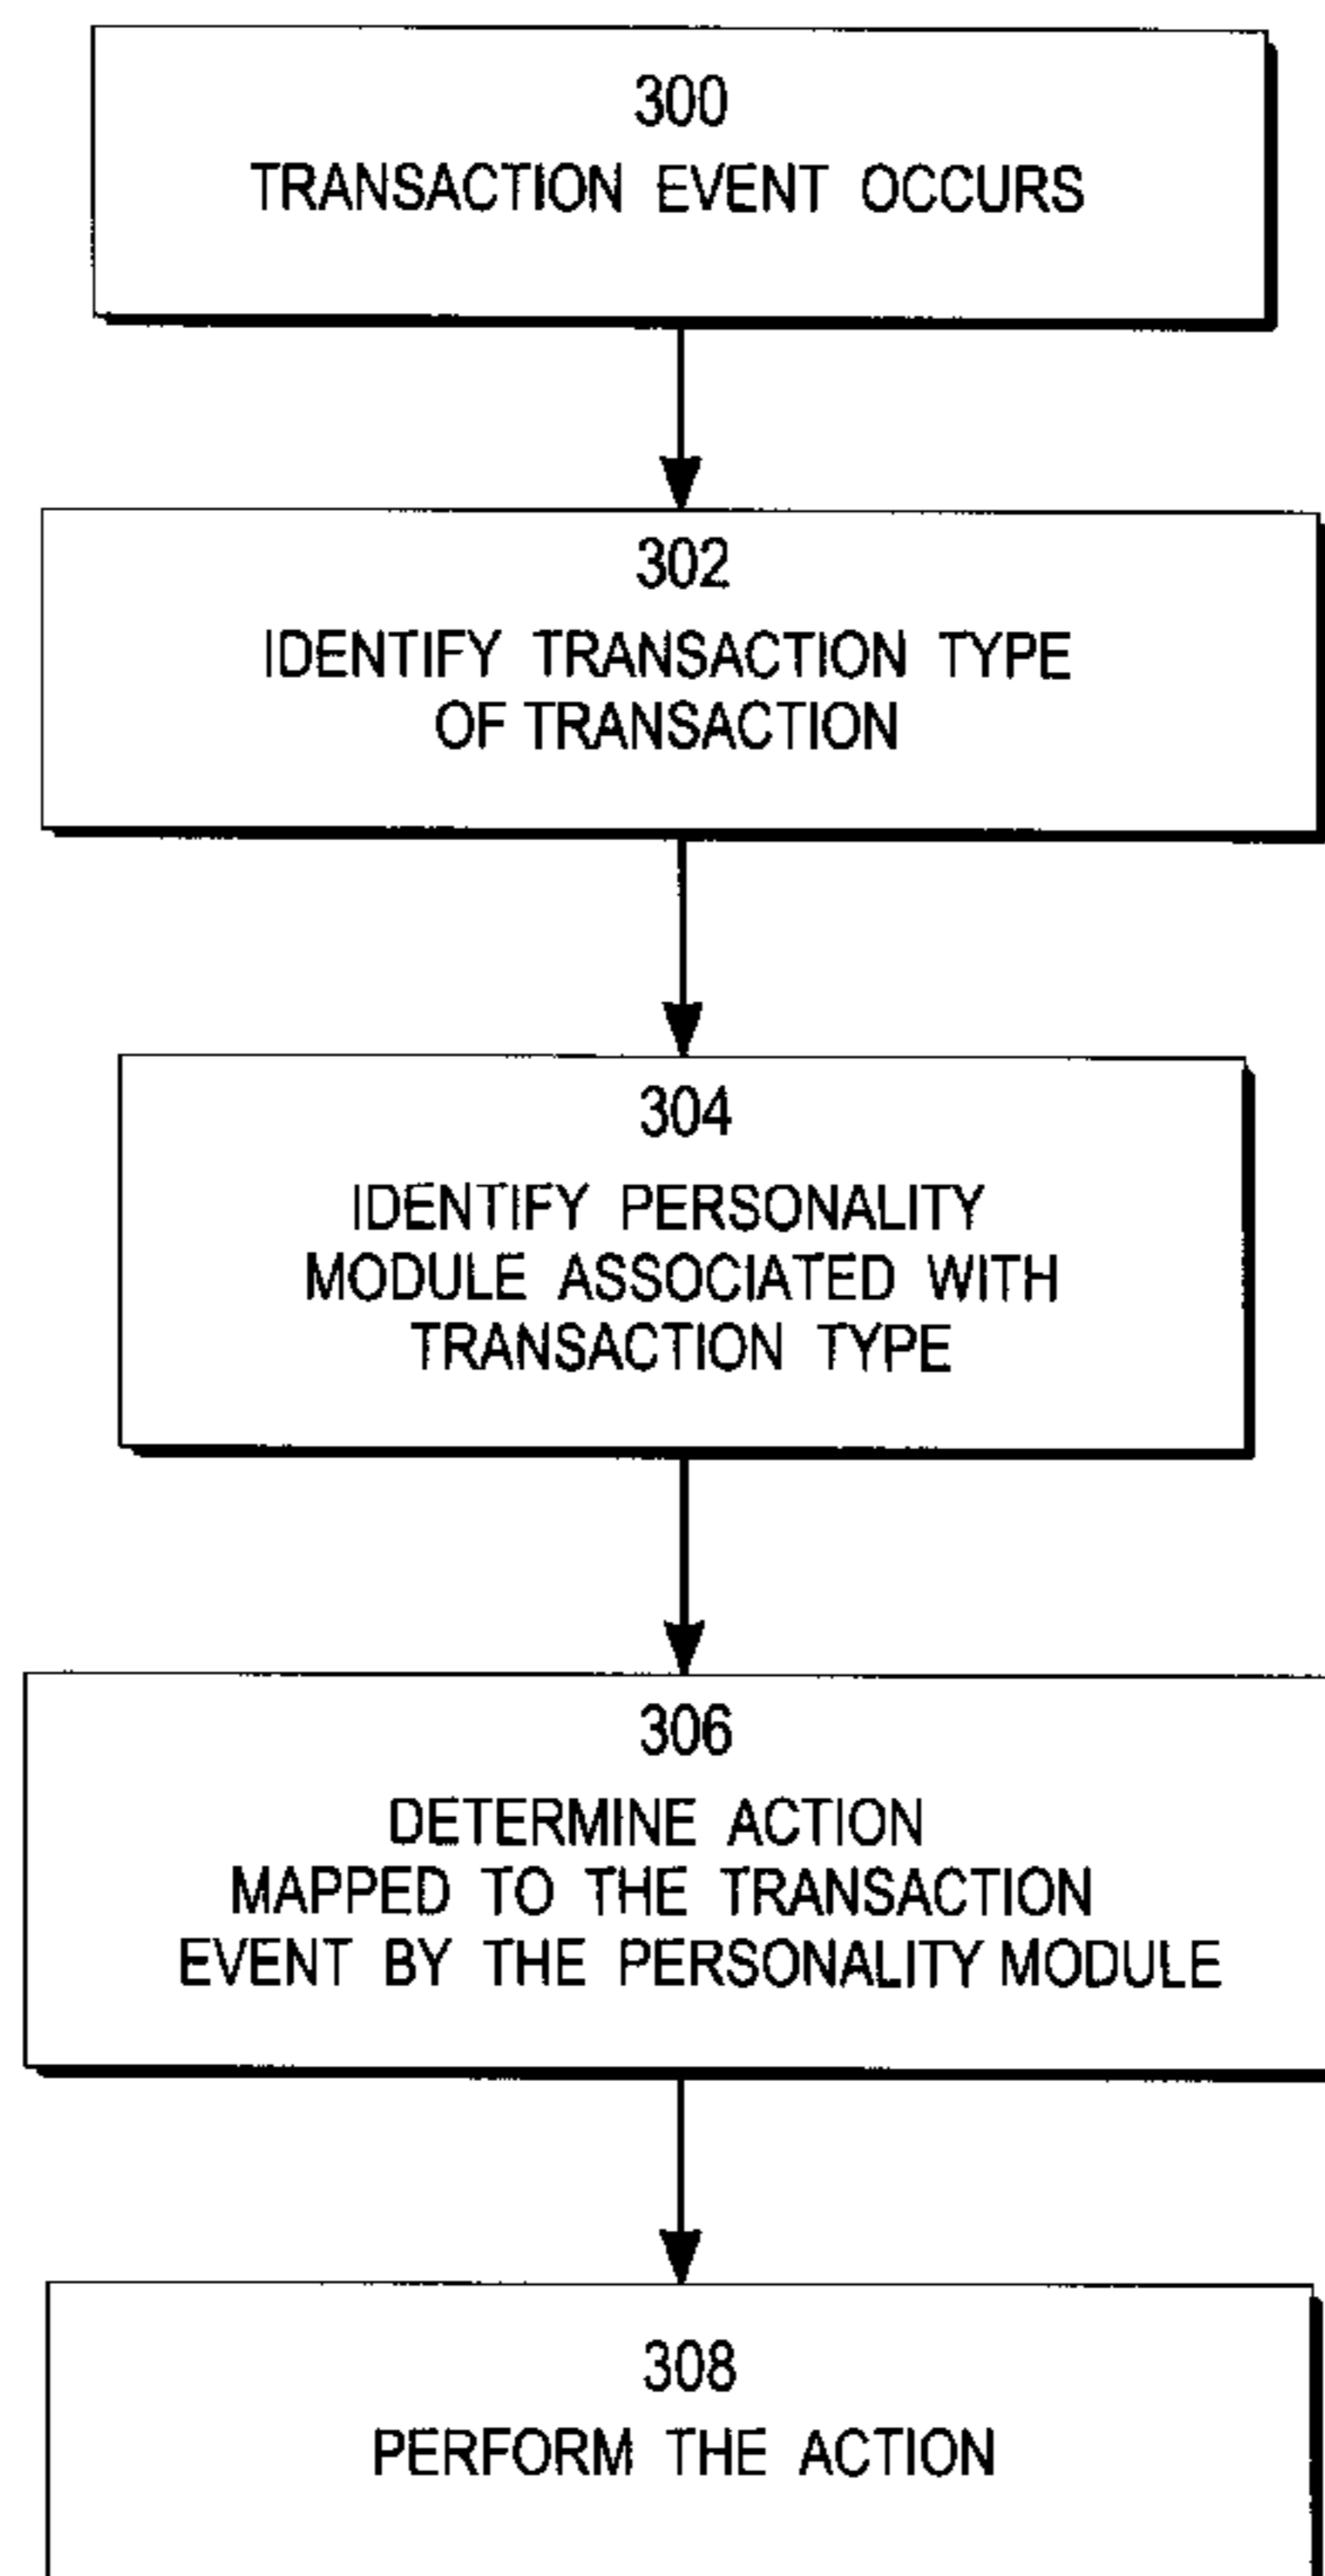 300
TRANSACTION EVENT OCCURS
302
IDENTIFY TRANSACTION TYPE
OF TRANSACTION
304
IDENTIFY PERSONALITY
MODULE ASSOCIATED WITH
TRANSACTION TYPE
306
DETERMINE ACTION
MAPPED TO THE TRANSACTION
EVENT BY THE PERSONALITY MODULE
308
PERFORM THE ACTION